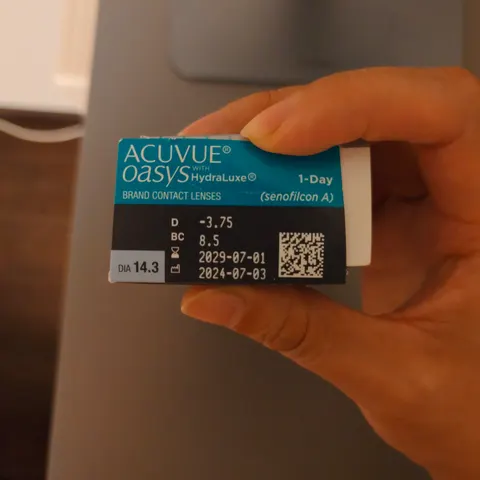 ACUVUE®
OASYS WITH HydraLuxe® 1-Day
BRAND CONTACT LENSES (senofilcon A)
D -3.75
BC 8.5
2029-07-01
DIA 14.3 2024-07-03